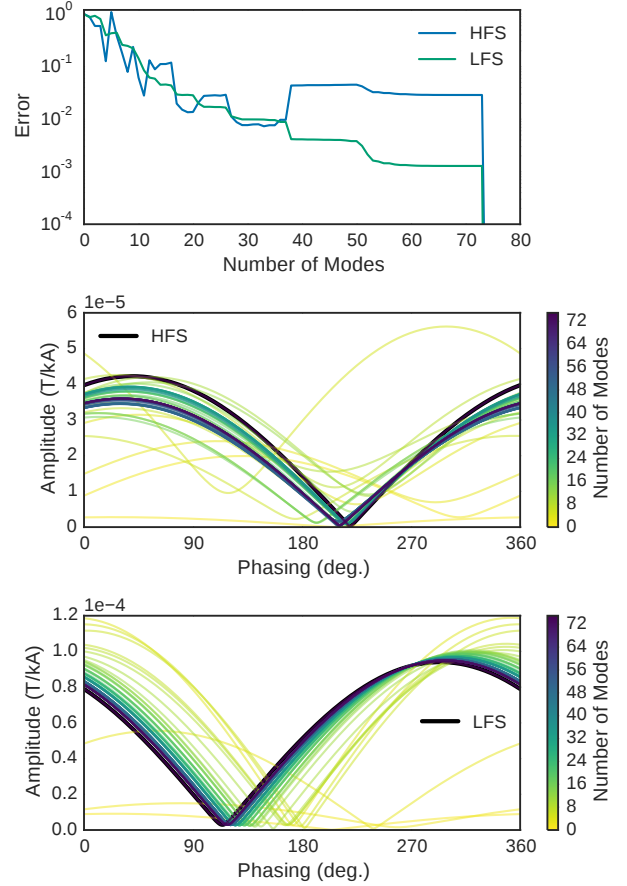 10^0
10^-1
10^-2
10^-3
10^-4
Error
HFS
LFS
0 10 20 30 40 50 60 70 80
Number of Modes
1e−5
6
5
4
3
2
1
0
Amplitude (T/kA)
HFS
0 90 180 270 360
Phasing (deg.)
72
64
56
48
40
32
24
16
8
0
Number of Modes
1e−4
1.2
1.0
0.8
0.6
0.4
0.2
0.0
Amplitude (T/kA)
LFS
0 90 180 270 360
Phasing (deg.)
72
64
56
48
40
32
24
16
8
0
Number of Modes